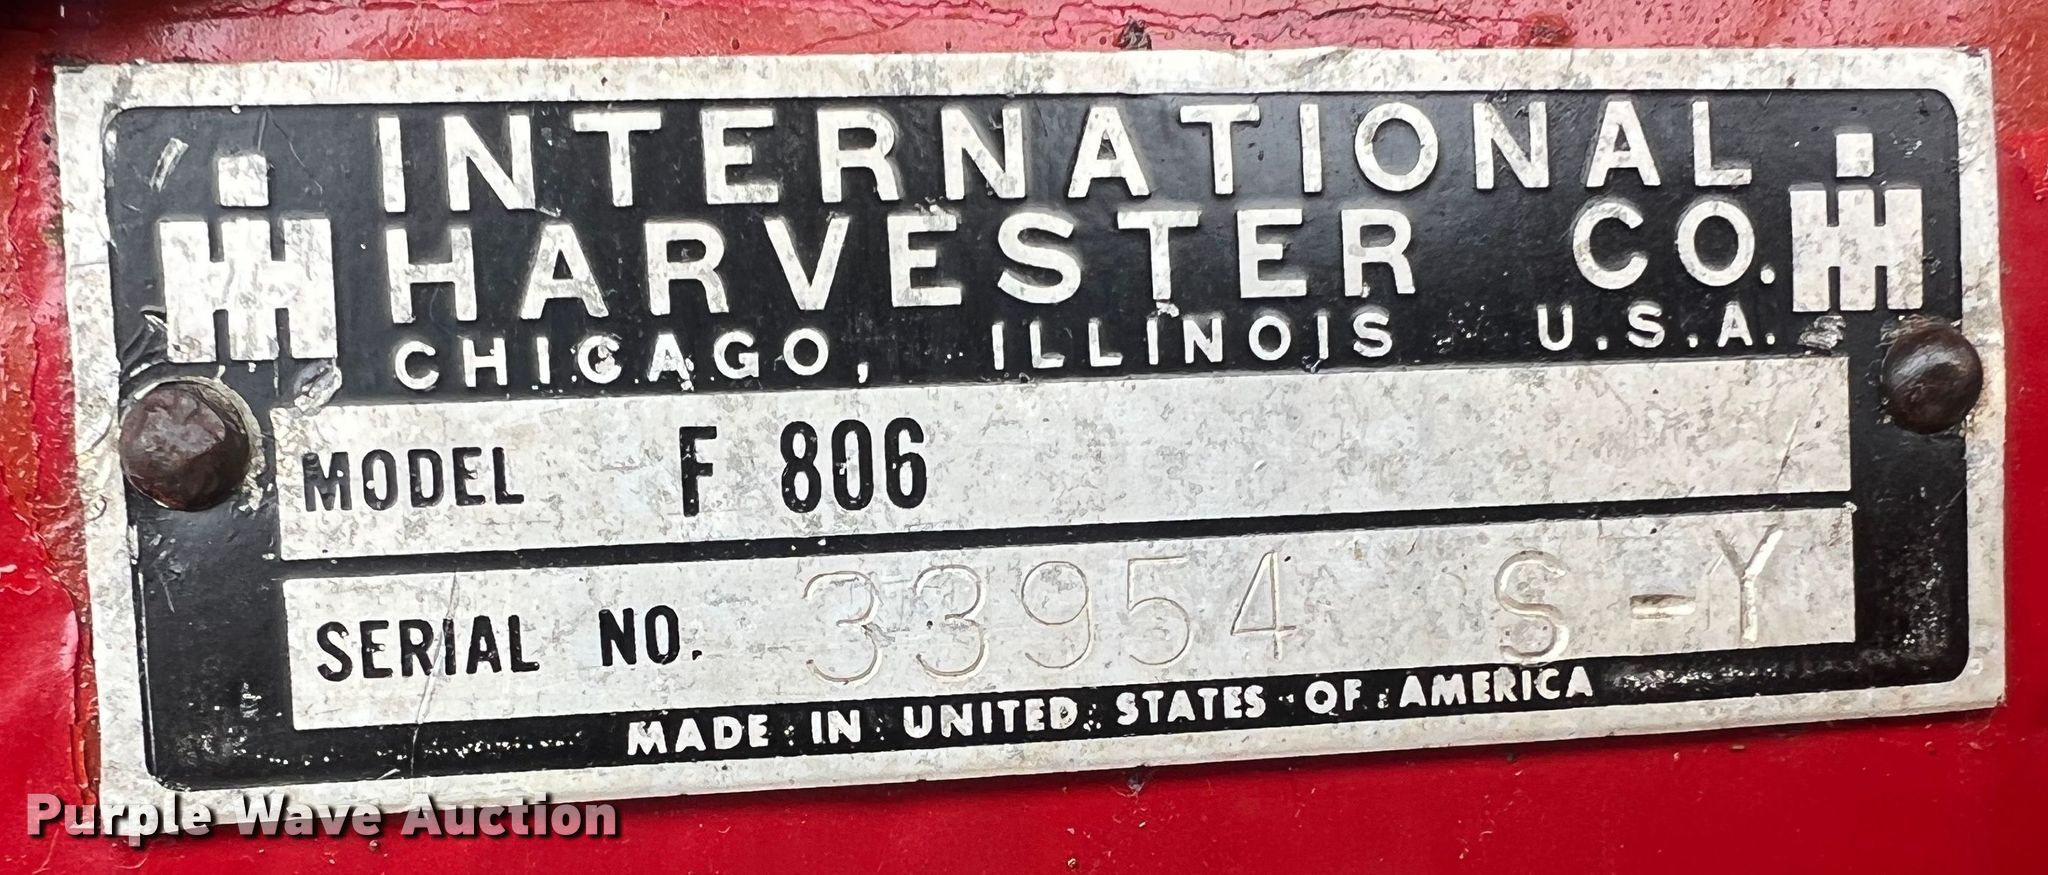 INTERNATIONAL
HARVESTER CO.
CHICAGO, ILLINOIS U.S.A.
MODEL F 806
SERIAL NO. 33954 S-Y
MADE IN UNITED STATES OF AMERICA
Purple Wave Auction